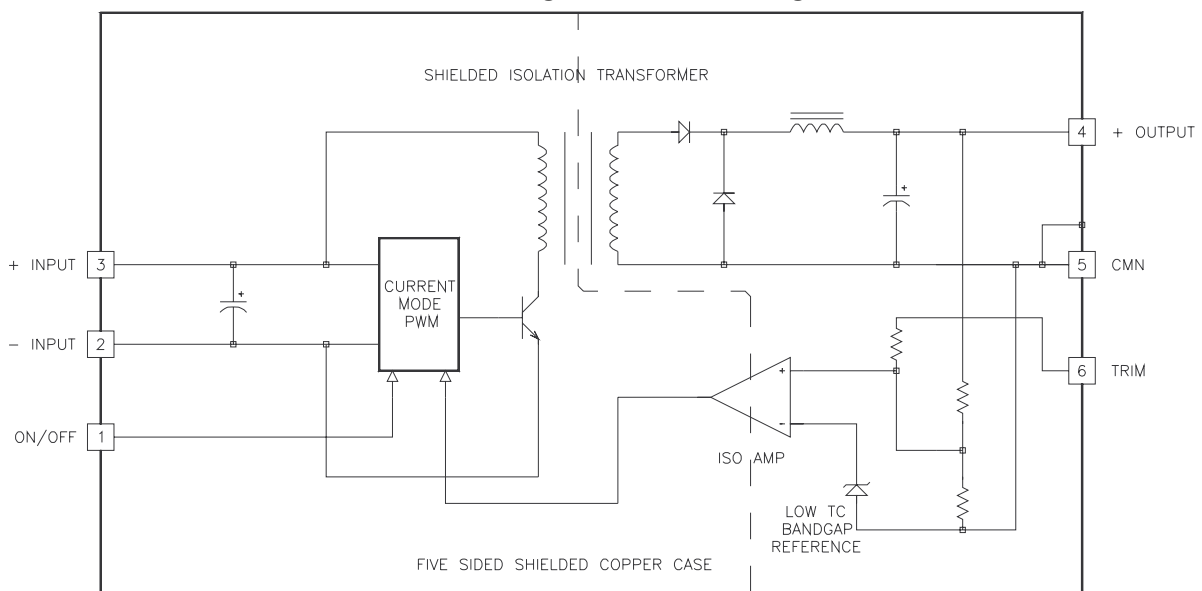 SHIELDED ISOLATION TRANSFORMER
4 + OUTPUT
+ INPUT 3
5 CMN
CURRENT
MODE
PWM
- INPUT 2
6 TRIM
+
-
ON/OFF 1
ISO AMP
LOW TC
BANDGAP
REFERENCE
FIVE SIDED SHIELDED COPPER CASE